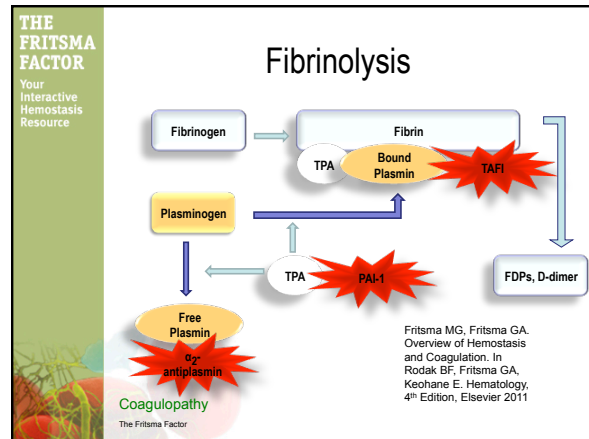 THE
FRITSMA
FACTOR
Your
Interactive
Hemostasis
Resource
Fibrinolysis
Fibrinogen
Fibrin
TPA
Bound
Plasmin
TAFI
Plasminogen
TPA
PAI-1
FDPs, D-dimer
Free
Plasmin
α2-
antiplasmin
Fritsma MG, Fritsma GA.
Overview of Hemostasis
and Coagulation. In
Rodak BF, Fritsma GA,
Keohane E. Hematology,
4th Edition, Elsevier 2011
Coagulopathy
The Fritsma Factor